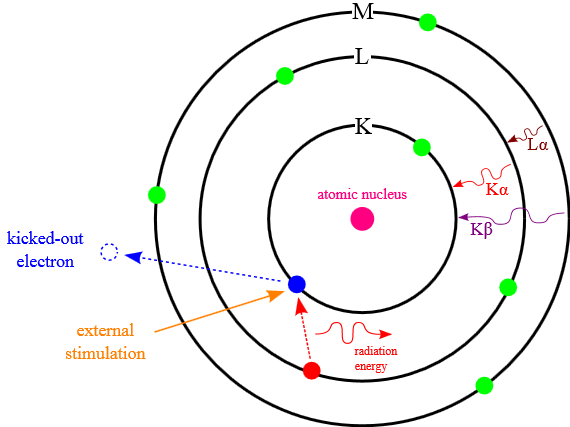 M
L
K
Lα
Kα
atomic nucleus
Kβ
kicked-out
electron
external
stimulation
radiation
energy